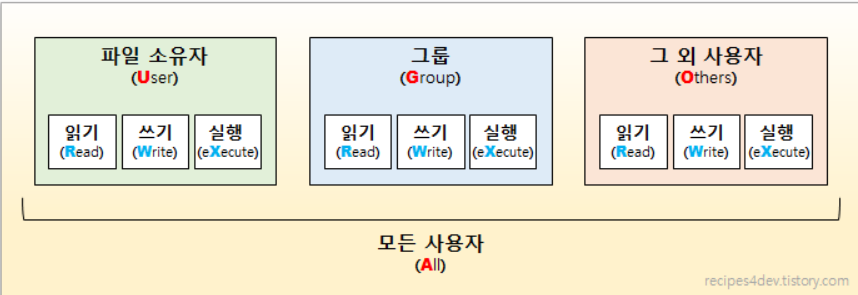 파일 소유자
(User)
읽기
(Read)
쓰기
(Write)
실행
(eXecute)
그룹
(Group)
읽기
(Read)
쓰기
(Write)
실행
(eXecute)
그 외 사용자
(Others)
읽기
(Read)
쓰기
(Write)
실행
(eXecute)
모든 사용자
(All)
recipes4dev.tistory.com